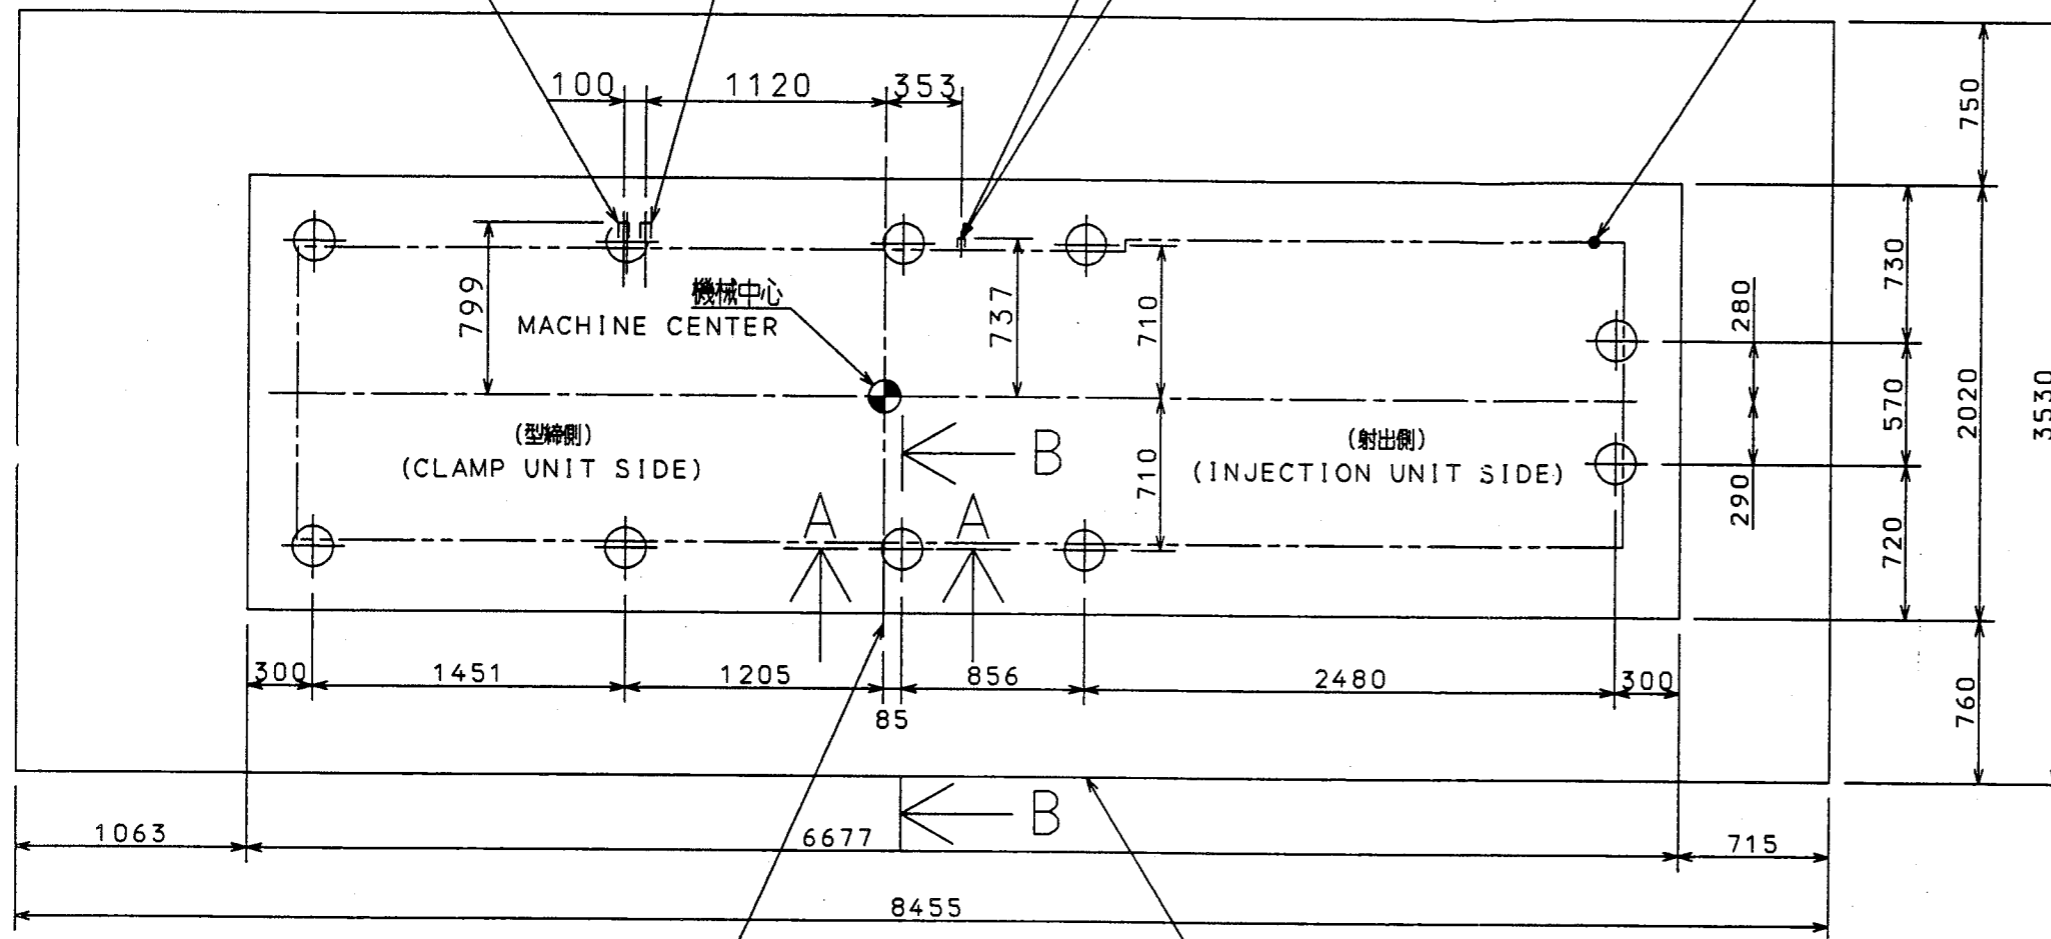 100 1120 353
750
799
機械中心
MACHINE CENTER
737
710
280
730
(型締側)
(CLAMP UNIT SIDE)
B
710
(射出側)
(INJECTION UNIT SIDE)
290
570
2020
3530
A A
720
300 1451 1205 856 2480 300
85
760
1063 6677 B 715
8455